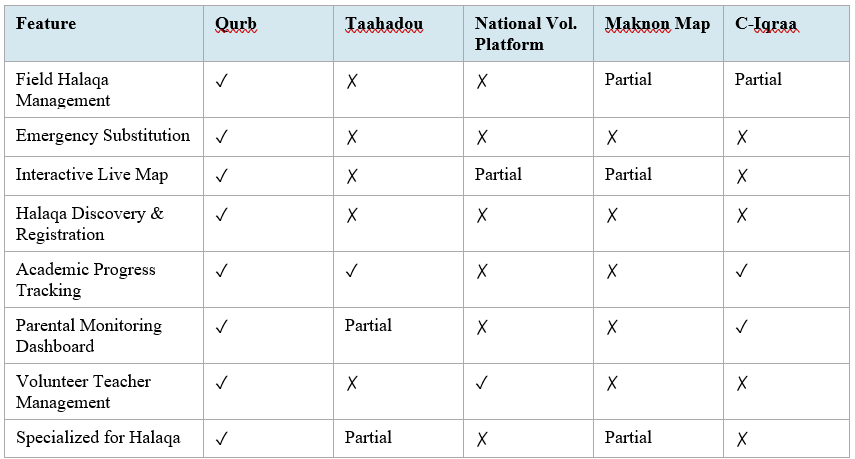 Feature Qurb Taahadou National Vol. Maknon Map C-Iqraa
Platform
Field Halaqa ✓ ✗ ✗ Partial Partial
Management
Emergency Substitution ✓ ✗ ✗ ✗ ✗
Interactive Live Map ✓ ✗ Partial Partial ✗
Halaqa Discovery & ✓ ✗ ✗ ✗ ✗
Registration
Academic Progress ✓ ✓ ✗ ✗ ✓
Tracking
Parental Monitoring ✓ Partial ✗ ✗ ✓
Dashboard
Volunteer Teacher ✓ ✗ ✓ ✗ ✗
Management
Specialized for Halaqa ✓ Partial ✗ Partial ✗